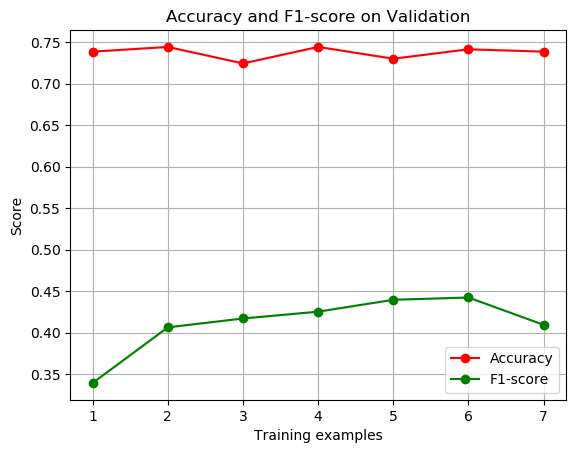 Accuracy and F1-score on Validation
0.75
0.70
0.65
0.60
0.55
0.50
0.45
0.40
0.35
Score
Accuracy
F1-score
1 2 3 4 5 6 7
Training examples